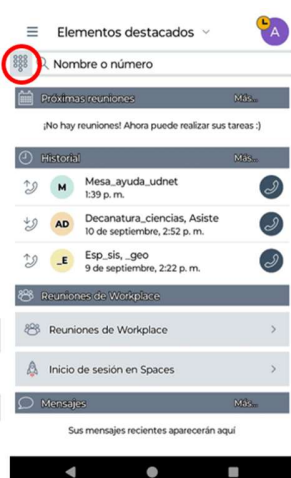 Elementos destacados
A
Nombre o número
Próximas reuniones Más...
¡No hay reuniones! Ahora puede realizar sus tareas :)
Historial Más...
M Mesa_ayuda_udnet
1:39 p. m.
AD Decanatura_ciencias, Asiste
10 de septiembre, 2:52 p. m.
_E Esp_sis, _geo
9 de septiembre, 2:22 p. m.
Reuniones de Workplace
Reuniones de Workplace
Inicio de sesión en Spaces
Mensajes Más...
Sus mensajes recientes aparecerán aquí